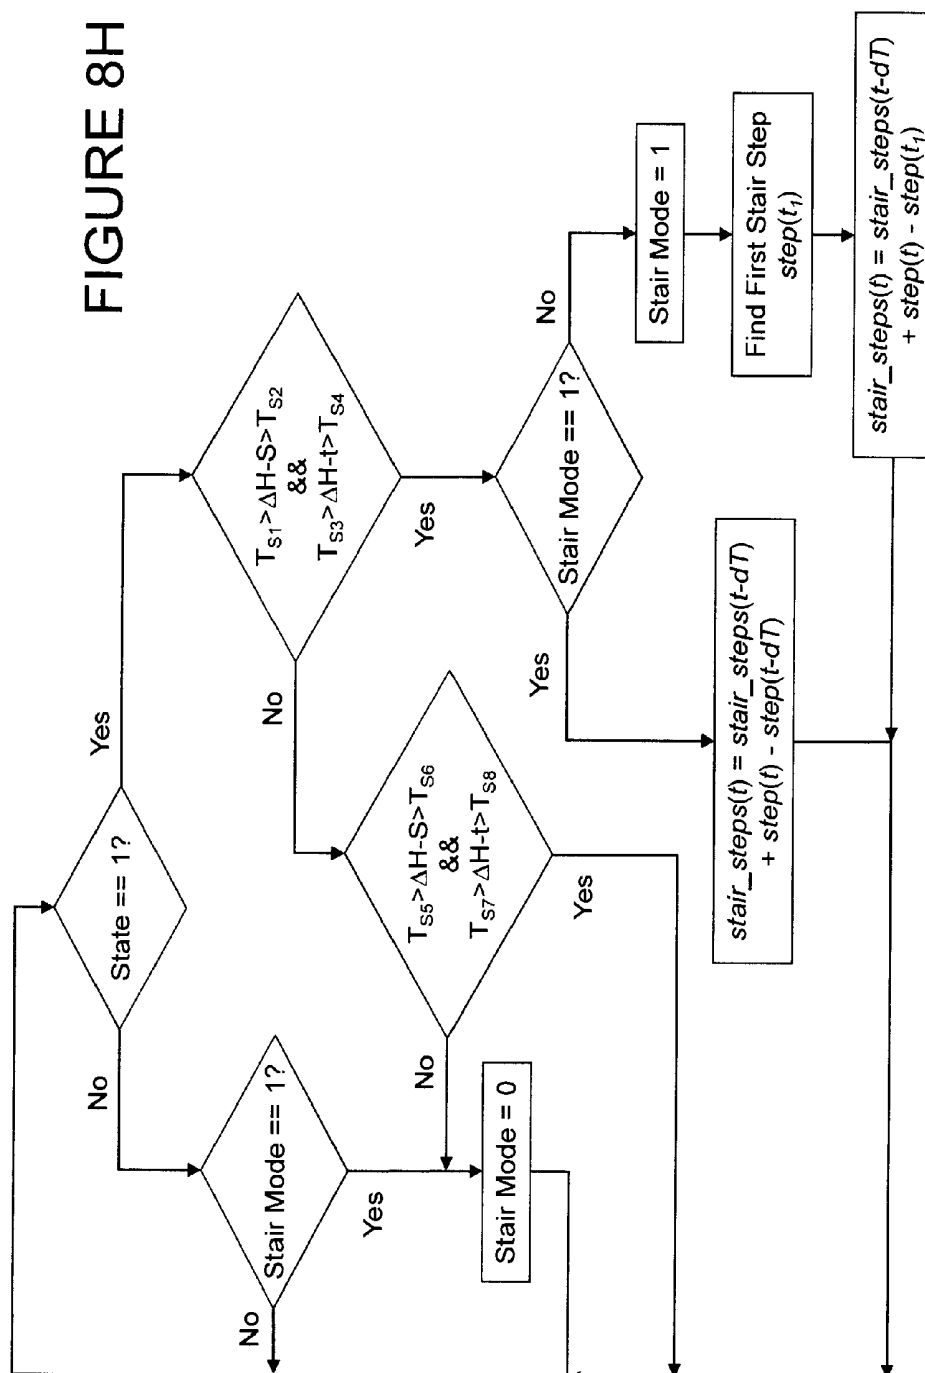 FIGURE 8H
State == 1?
No
Yes
Stair Mode == 1?
No
Yes
T_S1>ΔH-S>T_S2
&&
T_S3>ΔH-t>T_S4
No
Yes
T_S5>ΔH-S>T_S6
&&
T_S7>ΔH-t>T_S8
No
Yes
Stair Mode == 1?
Yes
No
Stair Mode = 0
Stair Mode = 1
Find First Stair Step
step(t_1)
stair_steps(t) = stair_steps(t-dT)
+ step(t) - step(t-dT)
stair_steps(t) = stair_steps(t-dT)
+ step(t) - step(t_1)